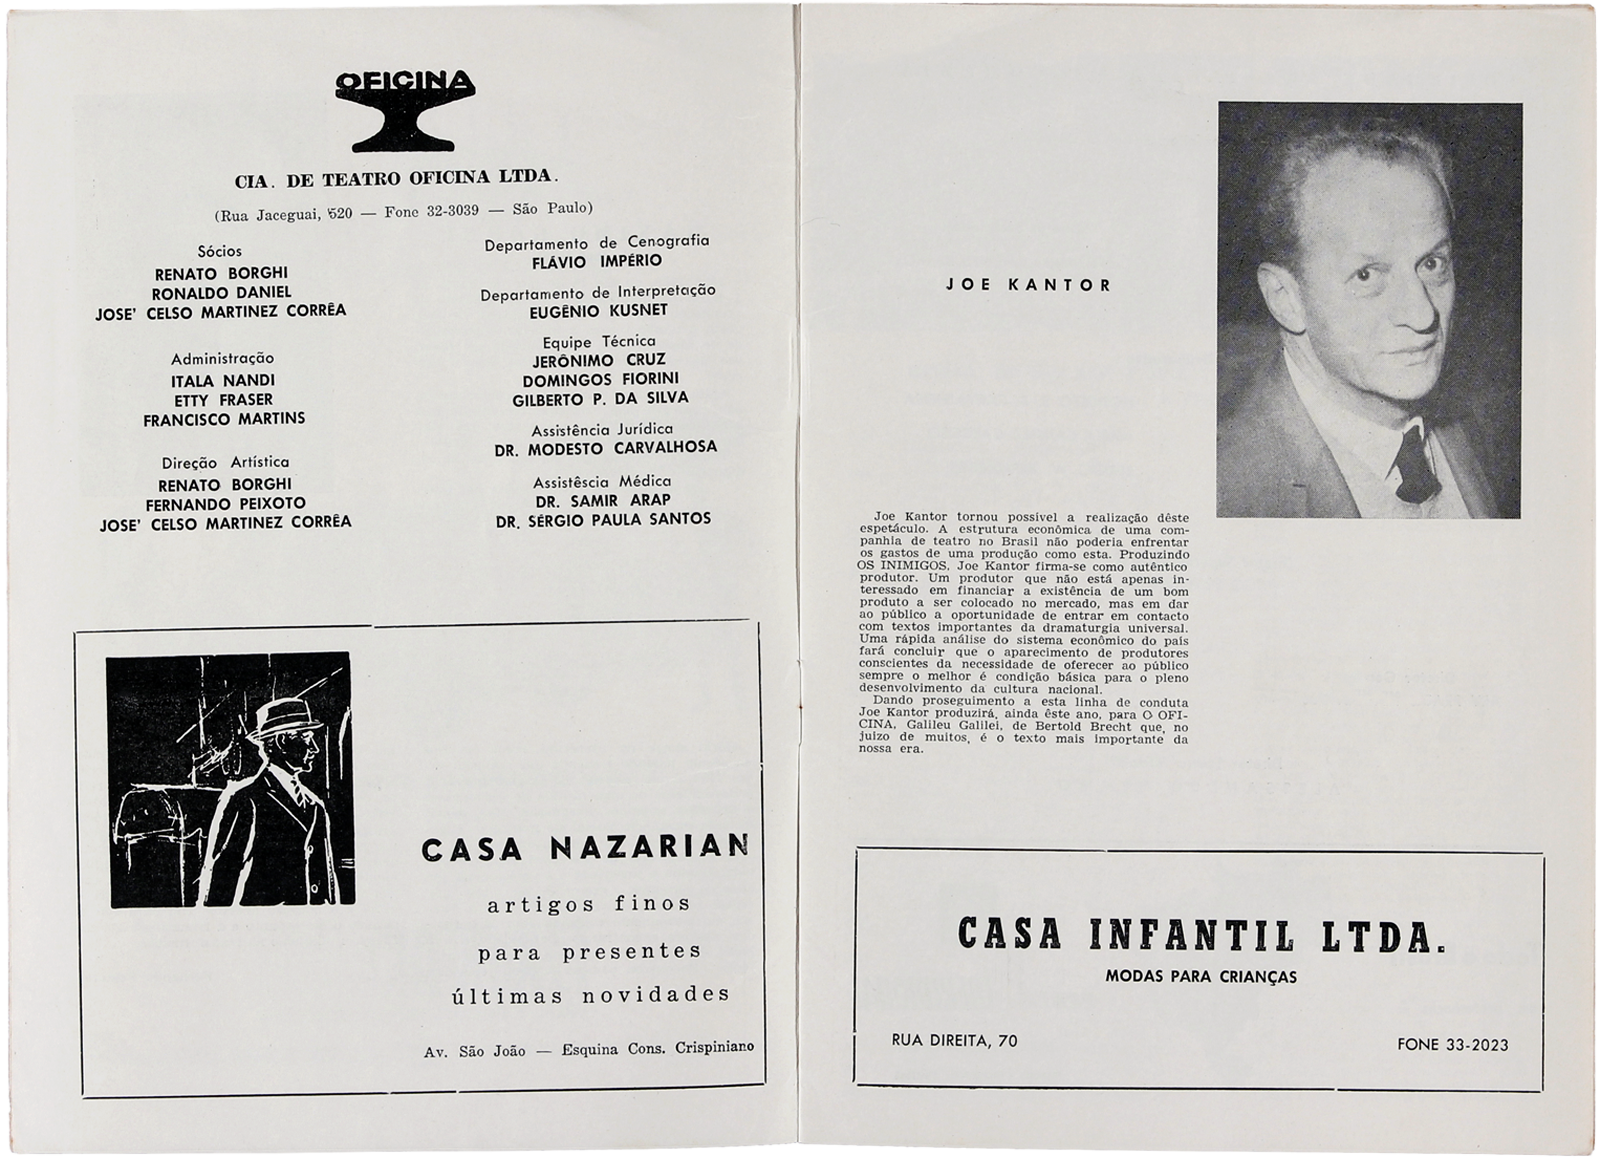 OFICINA
CIA. DE TEATRO OFICINA LTDA.
(Rua Jaceguai, 520 — Fone 32-3039 — São Paulo)
Sócios
RENATO BORGHI
RONALDO DANIEL
JOSE' CELSO MARTINEZ CORRÊA
Administração
ITALA NANDI
ETTY FRASER
FRANCISCO MARTINS
Direção Artística
RENATO BORGHI
FERNANDO PEIXOTO
JOSE' CELSO MARTINEZ CORRÊA
Departamento de Cenografia
FLÁVIO IMPÉRIO
Departamento de Interpretação
EUGÊNIO KUSNET
Equipe Técnica
JERÔNIMO CRUZ
DOMINGOS FIORINI
GILBERTO P. DA SILVA
Assistência Jurídica
DR. MODESTO CARVALHOSA
Assistêscia Médica
DR. SAMIR ARAP
DR. SÉRGIO PAULA SANTOS
CASA NAZARIAN
artigos finos
para presentes
últimas novidades
Av. São João — Esquina Cons. Crispiniano
JOE KANTOR
Joe Kantor tornou possivel a realização dêste
espetáculo. A estrutura econômica de uma com-
panhia de teatro no Brasil não poderia enfrentar
os gastos de uma produção como esta. Produzindo
OS INIMIGOS, Joe Kantor firma-se como autêntico
produtor. Um produtor que não está apenas in-
teressado em financiar a existência de um bom
produto a ser colocado no mercado, mas em dar
ao público a oportunidade de entrar em contacto
com textos importantes da dramaturgia universal.
Uma rápida análise do sistema econômico do país
fará concluir que o aparecimento de produtores
conscientes da necessidade de oferecer ao público
sempre o melhor é condição básica para o pleno
desenvolvimento da cultura nacional.
Dando proseguimento a esta linha de conduta
Joe Kantor produzirá, ainda êste ano, para O OFI-
CINA, Galileu Galilei, de Bertold Brecht que, no
juizo de muitos, é o texto mais importante da
nossa era.
CASA INFANTIL LTDA.
MODAS PARA CRIANÇAS
RUA DIREITA, 70
FONE 33-2023